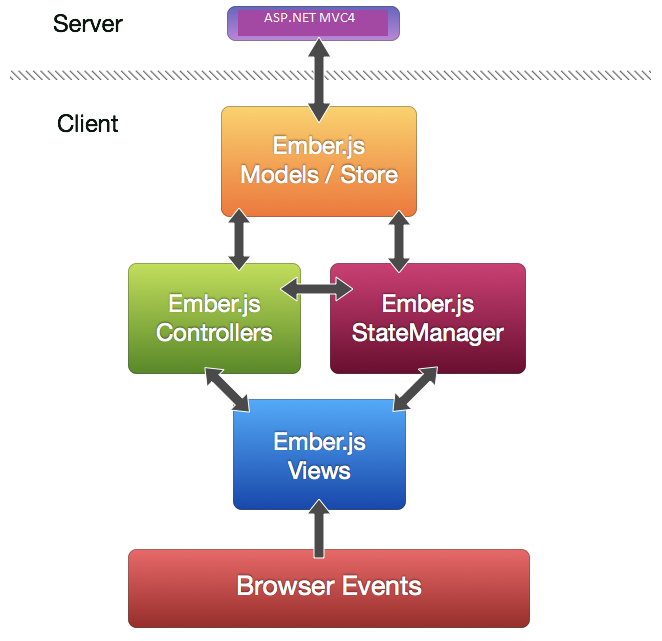 Server
ASP.NET MVC4
Client
Ember.js
Models / Store
Ember.js
Controllers
Ember.js
StateManager
Ember.js
Views
Browser Events